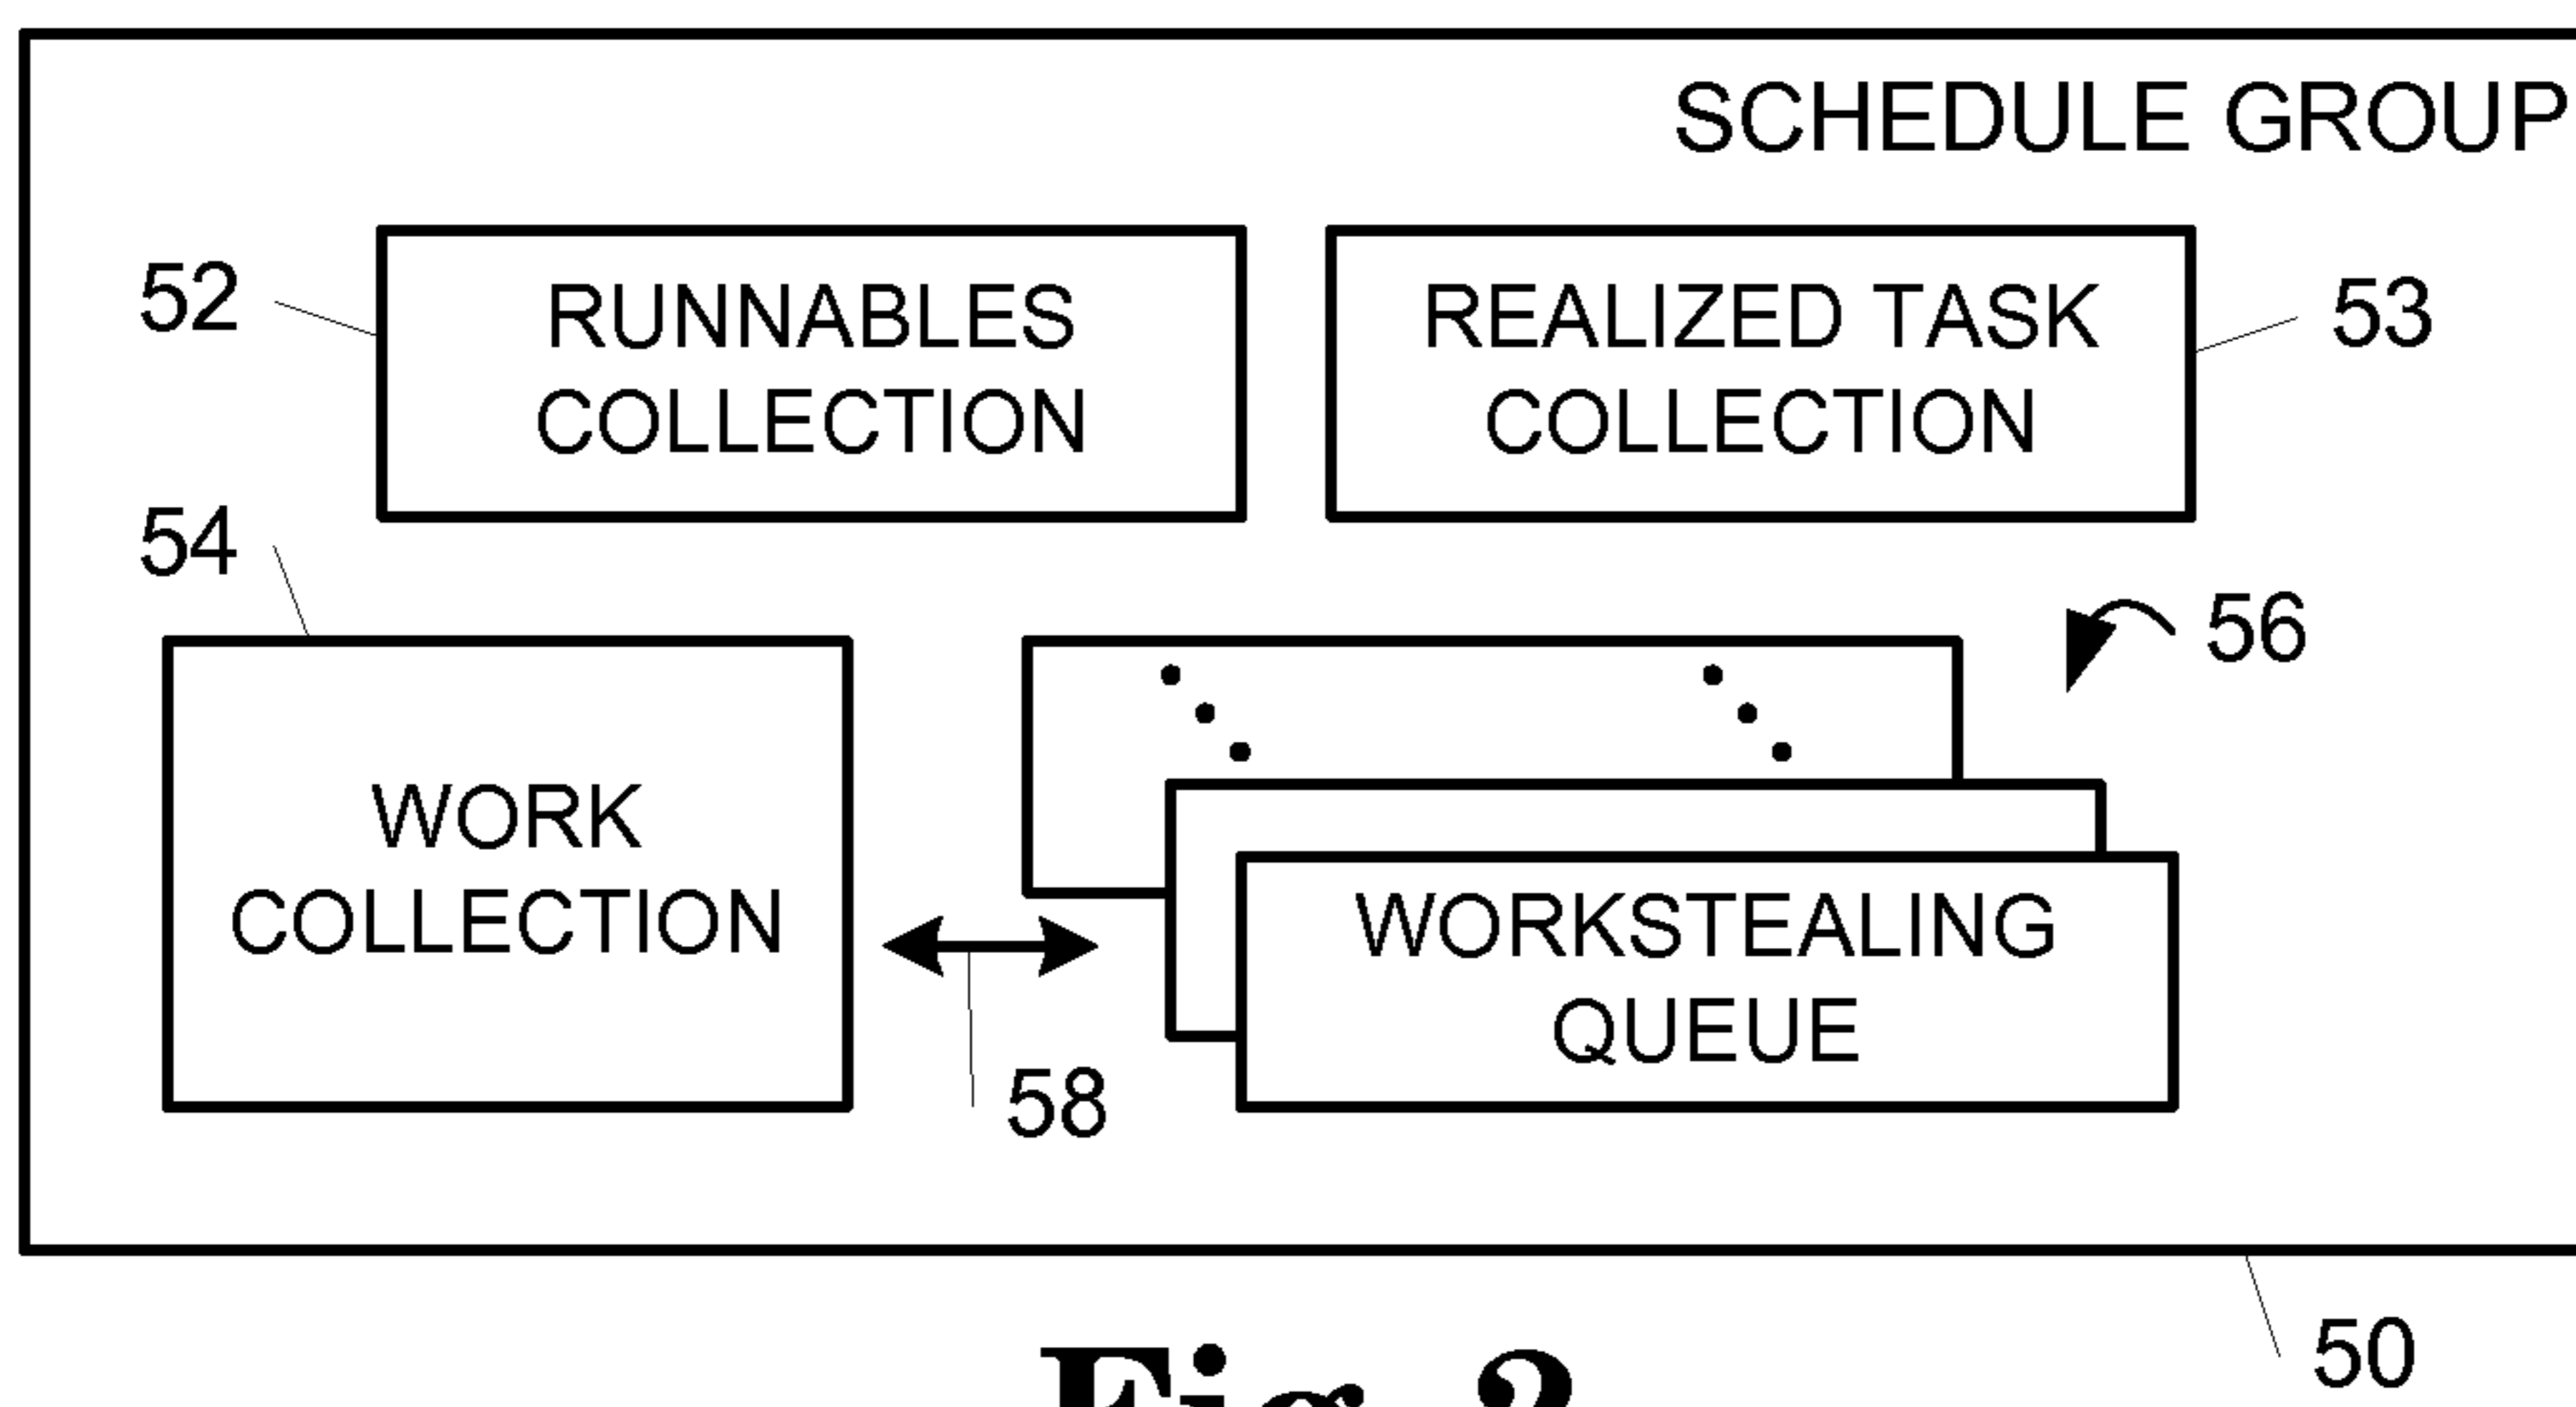 SCHEDULE GROUP
52
RUNNABLES
COLLECTION
REALIZED TASK
COLLECTION
53
54
56
WORK
COLLECTION
WORKSTEALING
QUEUE
58
50